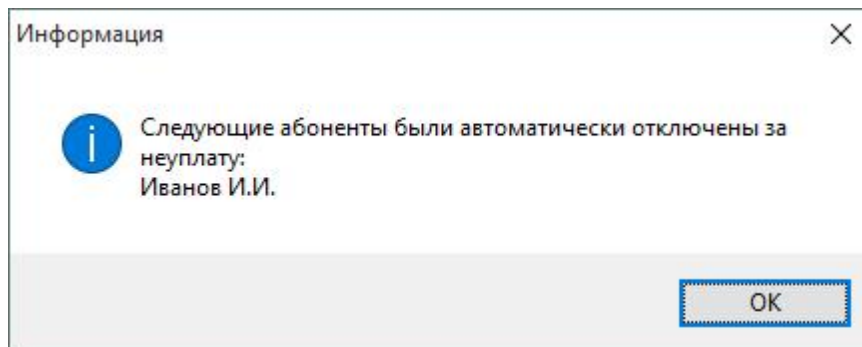 Информация
Следующие абоненты были автоматически отключены за
неуплату:
Иванов И.И.
OK